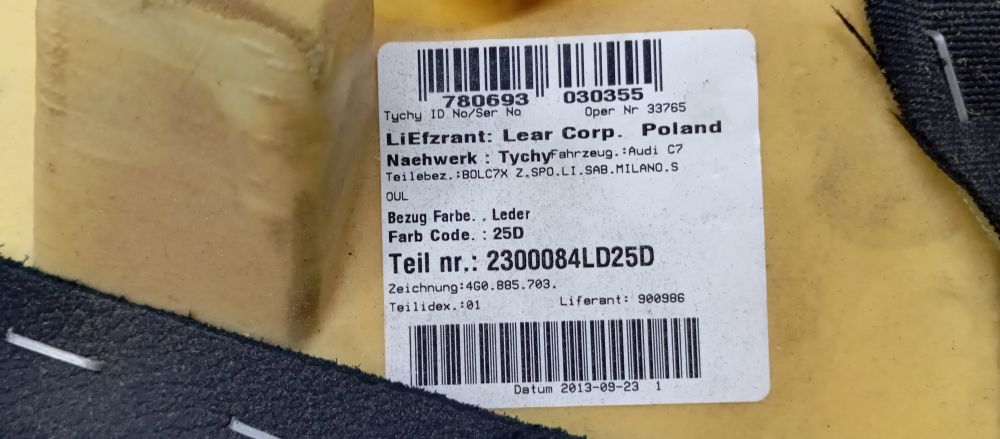 780693 030355
Tychy ID No/Ser No Oper Nr 33765
LiEfzrant: Lear Corp. Poland
Naehwerk : Tychy Fahrzeug.:Audi C7
Teilebez.:BOLC7X Z.SPO.LI.SAB.MILANO.S
OUL
Bezug Farbe. . Leder
Farb Code. : 25D
Teil nr.: 2300084LD25D
Zeichnung:4G0.885.703.
Teilidex.:01 Liferant: 900986
Datum 2013-09-23 1